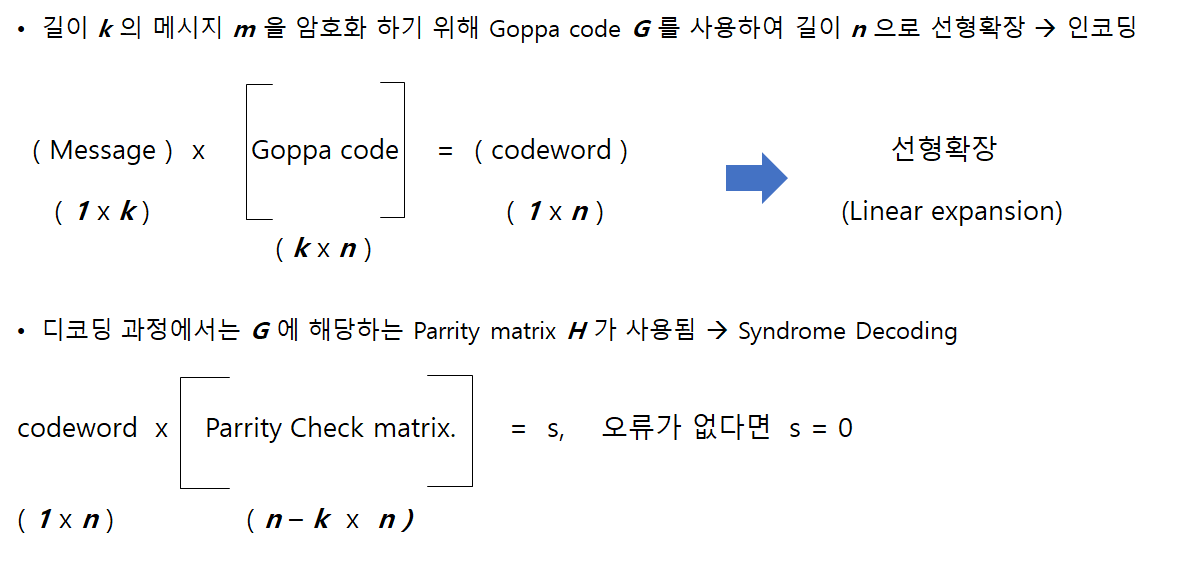 • 길이 k 의 메시지 m 을 암호화 하기 위해 Goppa code G 를 사용하여 길이 n 으로 선형확장 → 인코딩
( Message ) x Goppa code = ( codeword ) 선형확장
( 1 x k ) ( 1 x n ) (Linear expansion)
( k x n )
• 디코딩 과정에서는 G 에 해당하는 Parrity matrix H 가 사용됨 → Syndrome Decoding
codeword x Parrity Check matrix. = s, 오류가 없다면 s = 0
( 1 x n ) ( n – k x n )